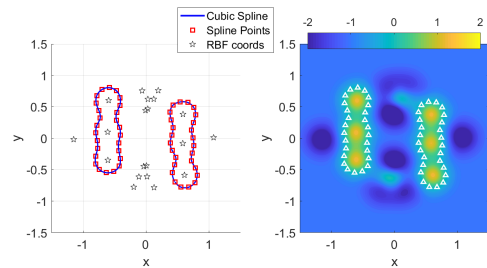 Cubic Spline
Spline Points
RBF coords
-2 -1 0 1 2
1.5 1.5
1 1
0.5 0.5
0 0
-0.5 -0.5
-1 -1
-1.5 -1.5
y y
-1 0 1 -1 0 1
x x